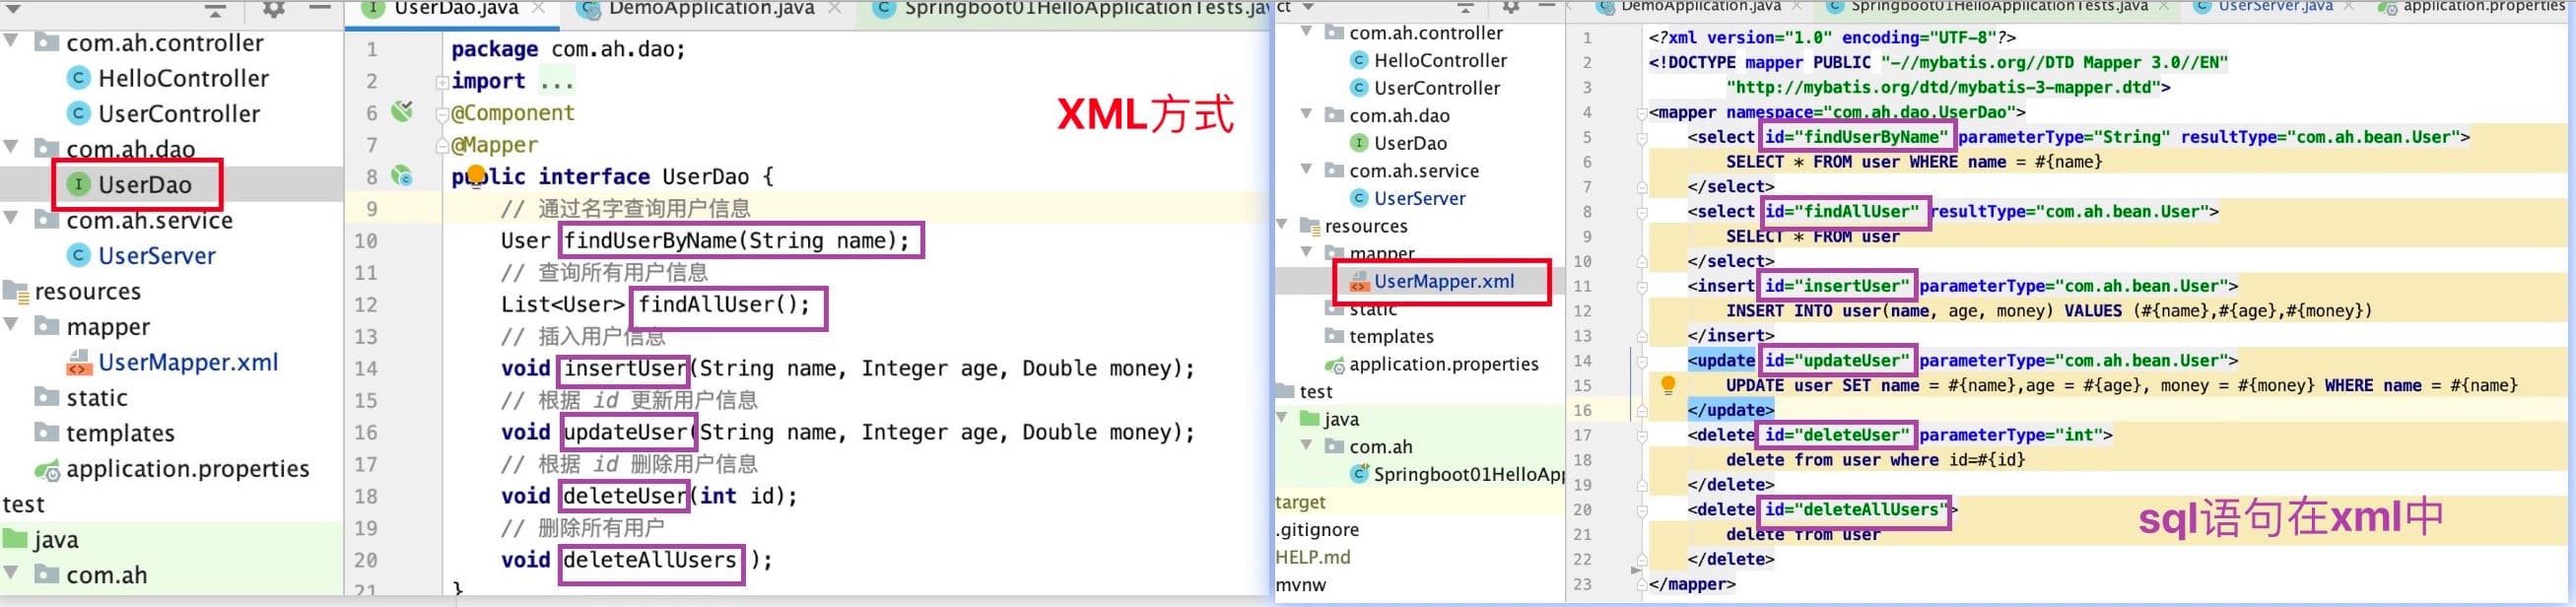 UserDao.java
DemoApplication.java
Springboot01HelloApplicationTests.java
com.ah.controller
HelloController
UserController
com.ah.dao
UserDao
com.ah.service
UserServer
resources
mapper
UserMapper.xml
static
templates
application.properties
test
java
com.ah
1 package com.ah.dao;
2 import ...
6 @Component
7 @Mapper
8 public interface UserDao {
9 // 通过名字查询用户信息
10 User findUserByName(String name);
11 // 查询所有用户信息
12 List<User> findAllUser();
13 // 插入用户信息
14 void insertUser(String name, Integer age, Double money);
15 // 根据 id 更新用户信息
16 void updateUser(String name, Integer age, Double money);
17 // 根据 id 删除用户信息
18 void deleteUser(int id);
19 // 删除所有用户
20 void deleteAllUsers );
21 }
XML方式
ct
DemoApplication.java
Springboot01HelloApplicationTests.java
UserServer.java
application.properties
com.ah.controller
HelloController
UserController
com.ah.dao
UserDao
com.ah.service
UserServer
resources
mapper
UserMapper.xml
static
templates
application.properties
test
java
com.ah
Springboot01HelloApp
target
.gitignore
HELP.md
mvnw
1 <?xml version="1.0" encoding="UTF-8"?>
2 <!DOCTYPE mapper PUBLIC "-//mybatis.org//DTD Mapper 3.0//EN"
3 "http://mybatis.org/dtd/mybatis-3-mapper.dtd">
4 <mapper namespace="com.ah.dao.UserDao">
5 <select id="findUserByName" parameterType="String" resultType="com.ah.bean.User">
6 SELECT * FROM user WHERE name = #{name}
7 </select>
8 <select id="findAllUser" resultType="com.ah.bean.User">
9 SELECT * FROM user
10 </select>
11 <insert id="insertUser" parameterType="com.ah.bean.User">
12 INSERT INTO user(name, age, money) VALUES (#{name},#{age},#{money})
13 </insert>
14 <update id="updateUser" parameterType="com.ah.bean.User">
15 UPDATE user SET name = #{name},age = #{age}, money = #{money} WHERE name = #{name}
16 </update>
17 <delete id="deleteUser" parameterType="int">
18 delete from user where id=#{id}
19 </delete>
20 <delete id="deleteAllUsers">
21 delete from user
22 </delete>
23 </mapper>
sql语句在xml中